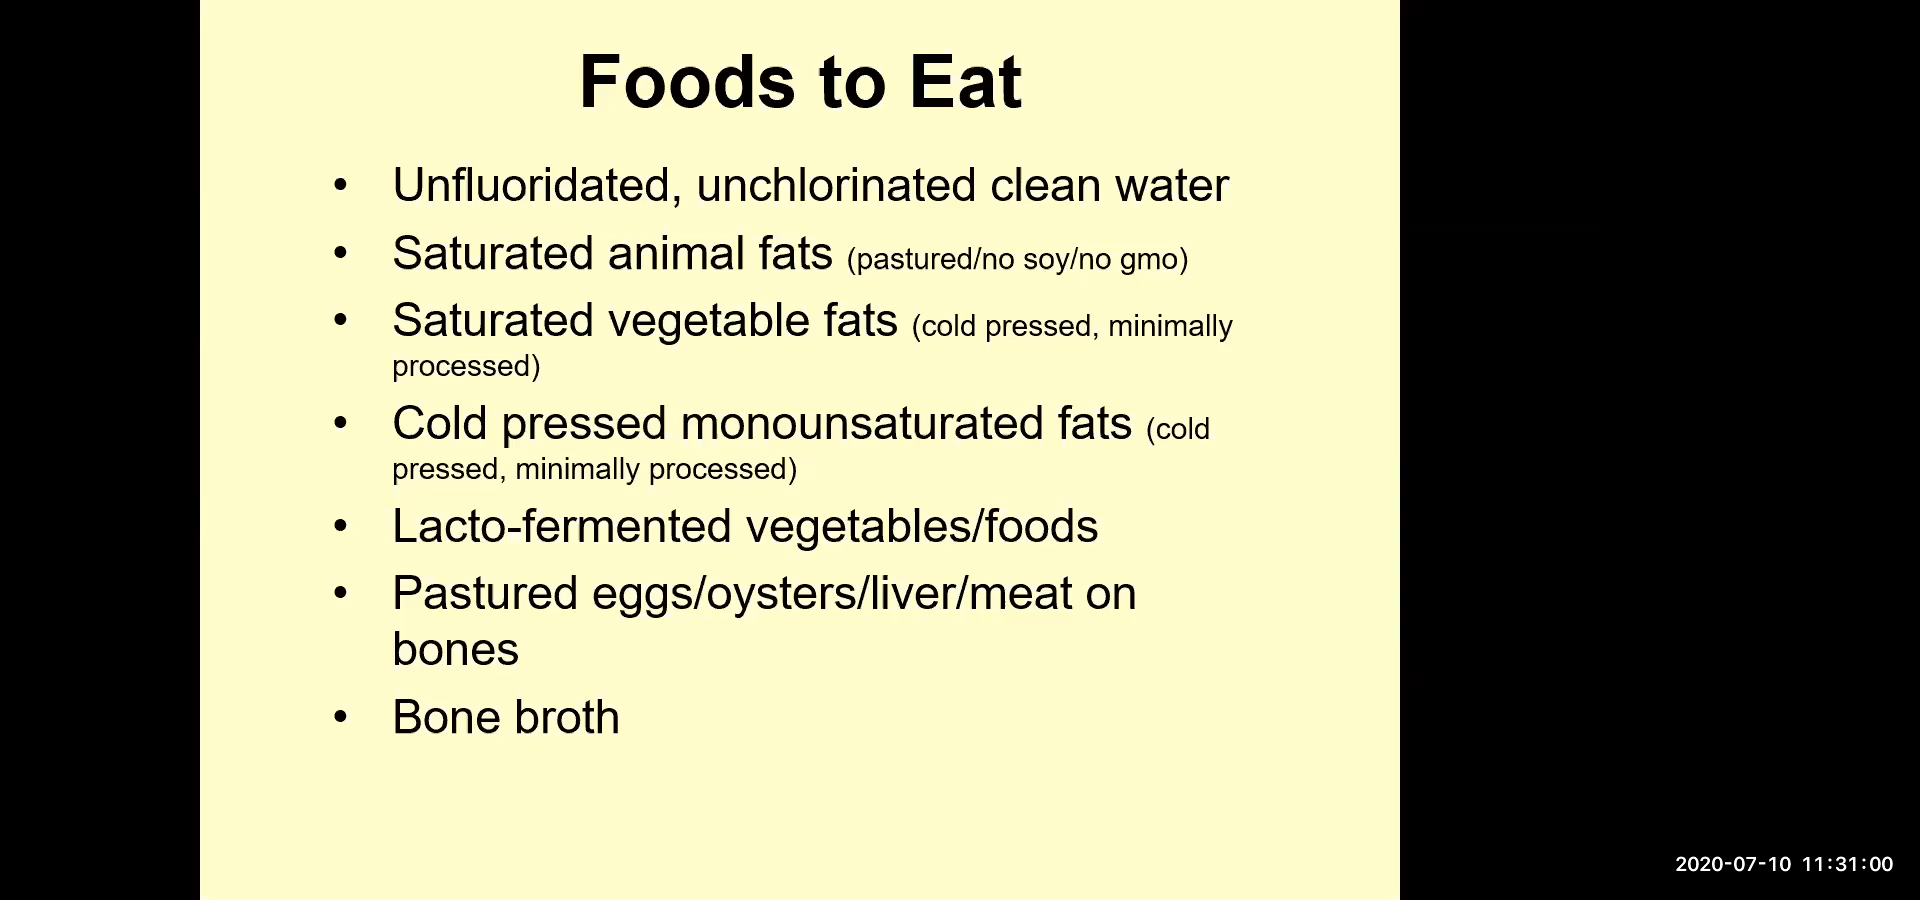 Foods to Eat
• Unfluoridated, unchlorinated clean water
• Saturated animal fats (pastured/no soy/no gmo)
• Saturated vegetable fats (cold pressed, minimally
processed)
• Cold pressed monounsaturated fats (cold
pressed, minimally processed)
• Lacto-fermented vegetables/foods
• Pastured eggs/oysters/liver/meat on
bones
• Bone broth
2020-07-10 11:31:00